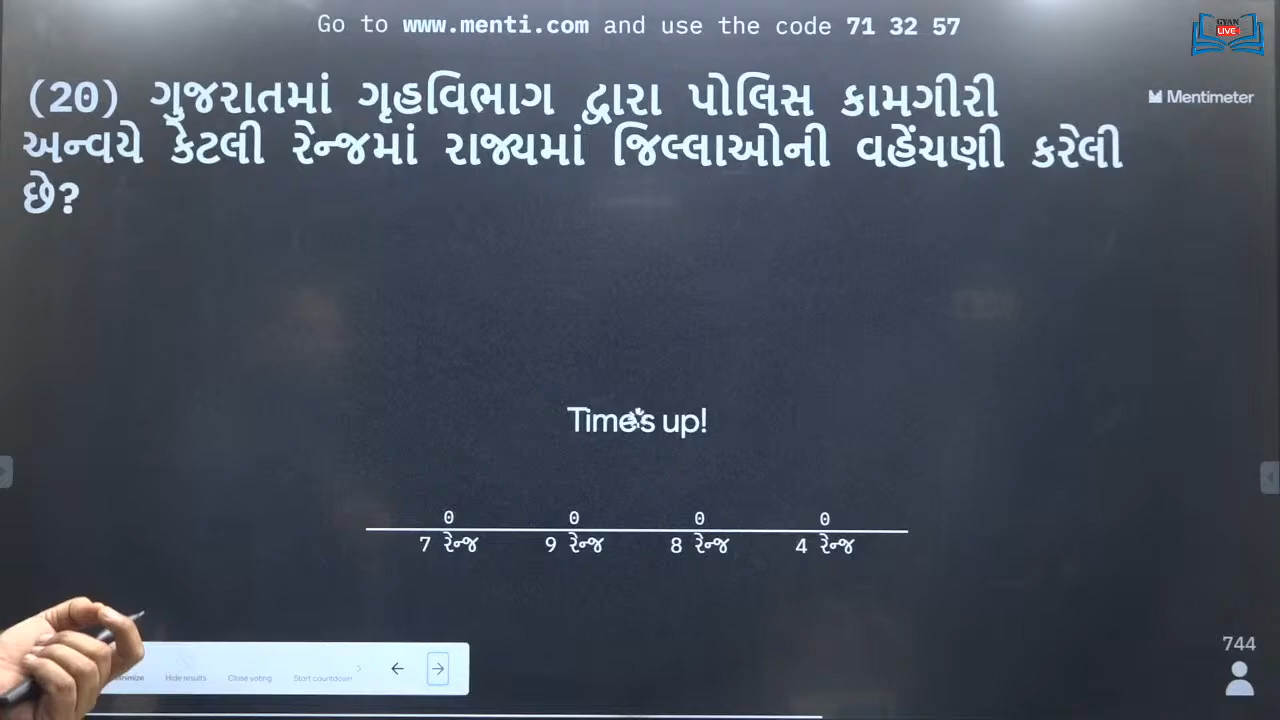 Go to www.menti.com and use the code 71 32 57
GYAN
LIVE
Mentimeter
(20) ગુજરાતમાં ગૃહવિભાગ દ્વારા પોલિસ કામગીરી
અન્વયે કેટલી રેન્જમાં રાજ્યમાં જિલ્લાઓની વહેંચણી કરેલી
છે?
Time's up!
0 0 0 0
7 રેન્જ 9 રેન્જ 8 રેન્જ 4 રેન્જ
744
Hide results Close voting Start countdown